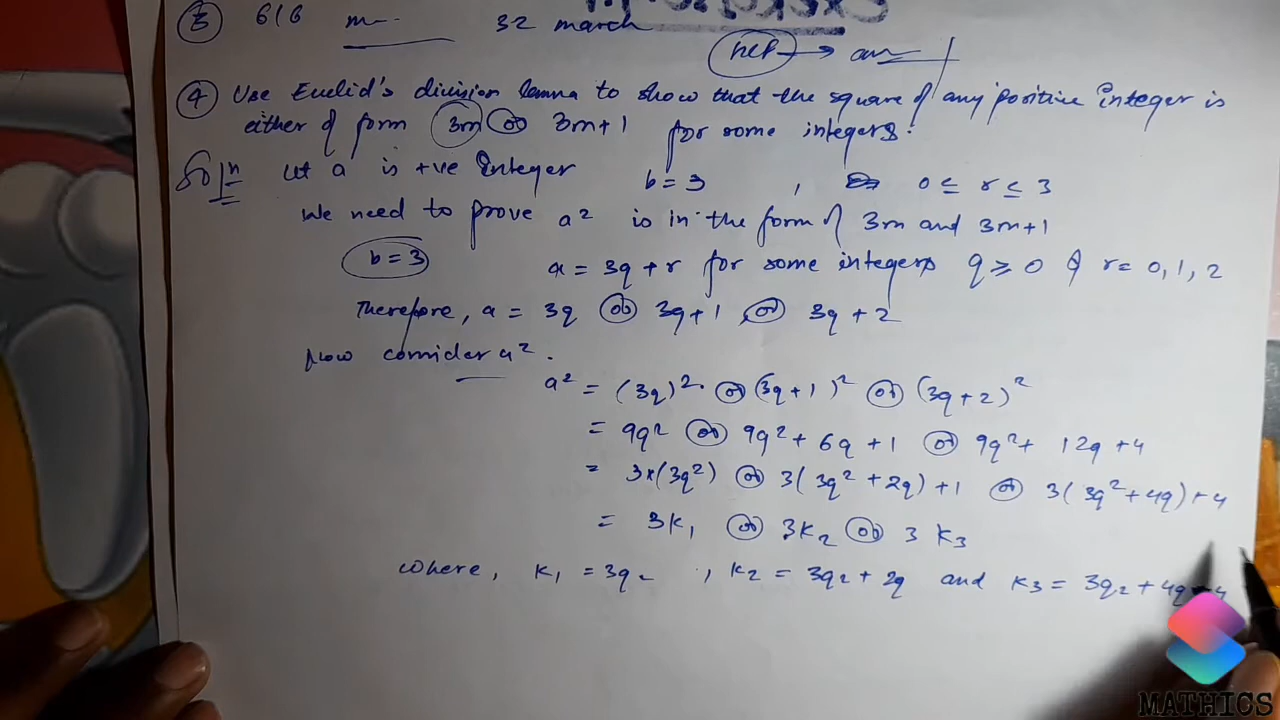 ③ 616 m 32 march
HCF → an
④ Use Euclid's division lemma to show that the square of any positive integer is
either of form 3m or 3m+1 for some integers.
Solⁿ Let a is +ve Integer b = 3 , 0 ≤ r ≤ 3
We need to prove a² is in the form of 3m and 3m+1
b = 3 a = 3q + r for some integers q ≥ 0 & r = 0, 1, 2
Therefore, a = 3q or 3q+1 or 3q + 2
Now consider a².
a² = (3q)² or (3q+1)² or (3q+2)²
= 9q² or 9q² + 6q + 1 or 9q² + 12q + 4
= 3×(3q²) or 3(3q² + 2q) + 1 or 3(3q² + 4q) + 4
= 3k₁ or 3k₂ or 3 k₃
where, k₁ = 3q₂ , k₂ = 3q₂ + 2q and k₃ = 3q₂ + 4q + 4
MATHICS